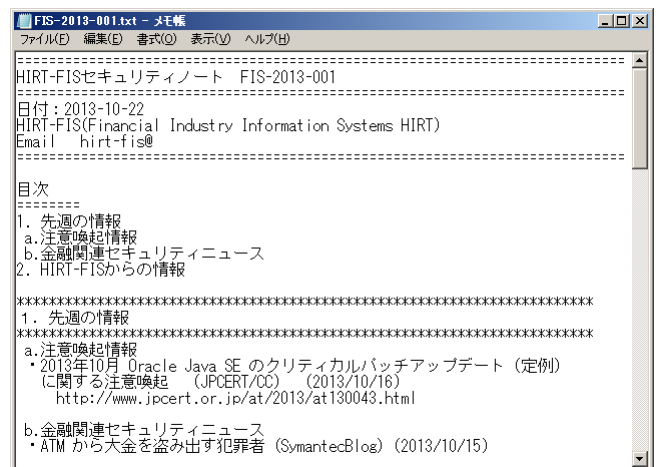 FIS-2013-001.txt - メモ帳
ファイル(F) 編集(E) 書式(O) 表示(V) ヘルプ(H)
============================================================================
HIRT-FISセキュリティノート FIS-2013-001
============================================================================
日付：2013-10-22
HIRT-FIS(Financial Industry Information Systems HIRT)
Email hirt-fis@
============================================================================
目次
========
1. 先週の情報
a.注意喚起情報
b.金融関連セキュリティニュース
2. HIRT-FISからの情報
************************************************************************
1. 先週の情報
************************************************************************
a.注意喚起情報
・2013年10月 Oracle Java SE のクリティカルパッチアップデート（定例）
に関する注意喚起 （JPCERT/CC） (2013/10/16)
http://www.jpcert.or.jp/at/2013/at130043.html
b.金融関連セキュリティニュース
・ATM から大金を盗み出す犯罪者 (SymantecBlog) (2013/10/15)